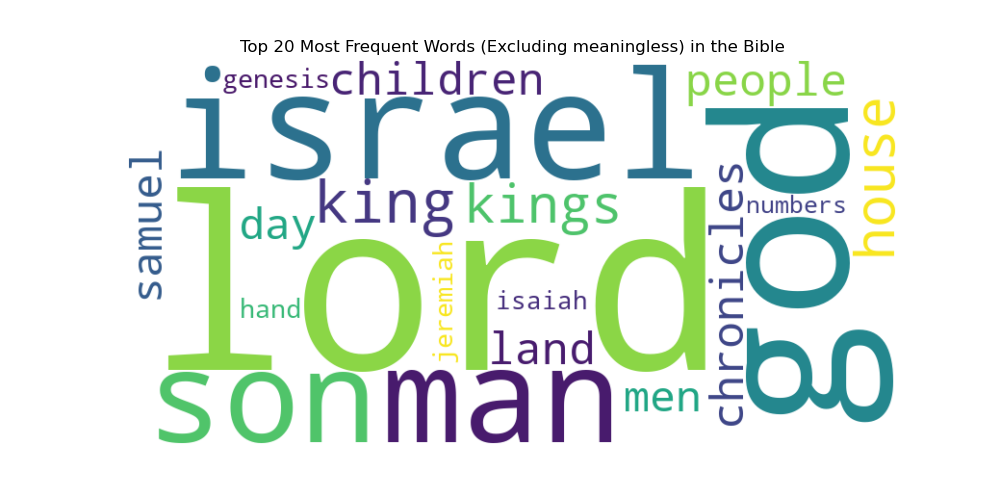 Top 20 Most Frequent Words (Excluding meaningless) in the Bible
genesis
children
people
israel
god
house
samuel
lord
king
kings
day
chronicles
numbers
jeremiah
hand
isaiah
land
son
man
men